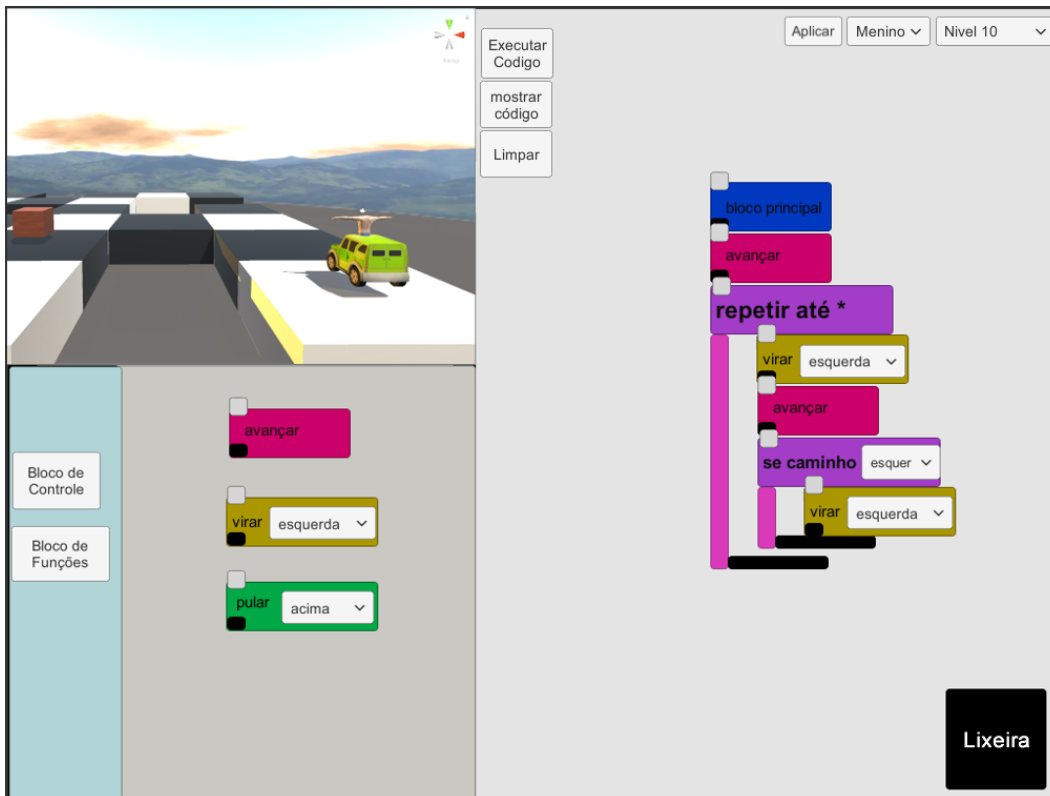 Executar
Codigo
mostrar
código
Limpar
Aplicar
Menino
Nivel 10
bloco principal
avançar
repetir até *
virar
esquerda
avançar
se caminho
esquer
virar
esquerda
Bloco de
Controle
Bloco de
Funções
avançar
virar
esquerda
pular
acima
Lixeira